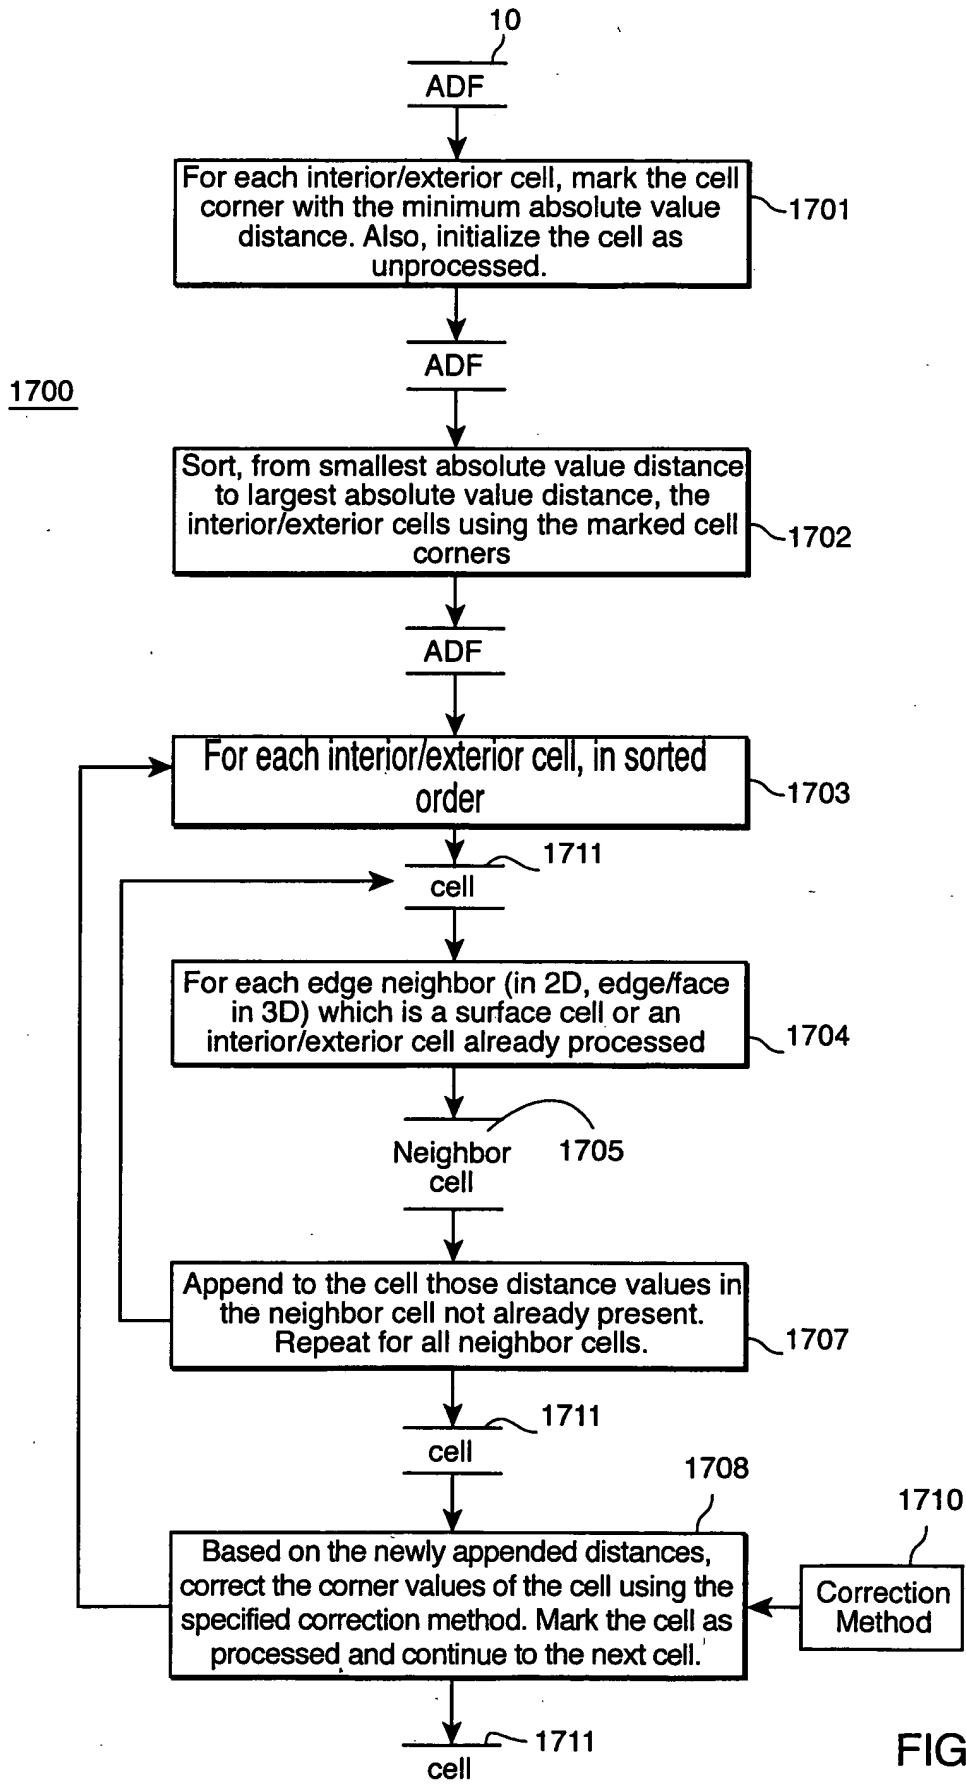 10
ADF
For each interior/exterior cell, mark the cell
corner with the minimum absolute value
distance. Also, initialize the cell as
unprocessed.
1701
ADF
1700
Sort, from smallest absolute value distance
to largest absolute value distance, the
interior/exterior cells using the marked cell
corners
1702
ADF
For each interior/exterior cell, in sorted
order
1703
1711
cell
For each edge neighbor (in 2D, edge/face
in 3D) which is a surface cell or an
interior/exterior cell already processed
1704
Neighbor
cell
1705
Append to the cell those distance values in
the neighbor cell not already present.
Repeat for all neighbor cells.
1707
1711
cell
1708
1710
Based on the newly appended distances,
correct the corner values of the cell using the
specified correction method. Mark the cell as
processed and continue to the next cell.
Correction
Method
1711
cell
FIG